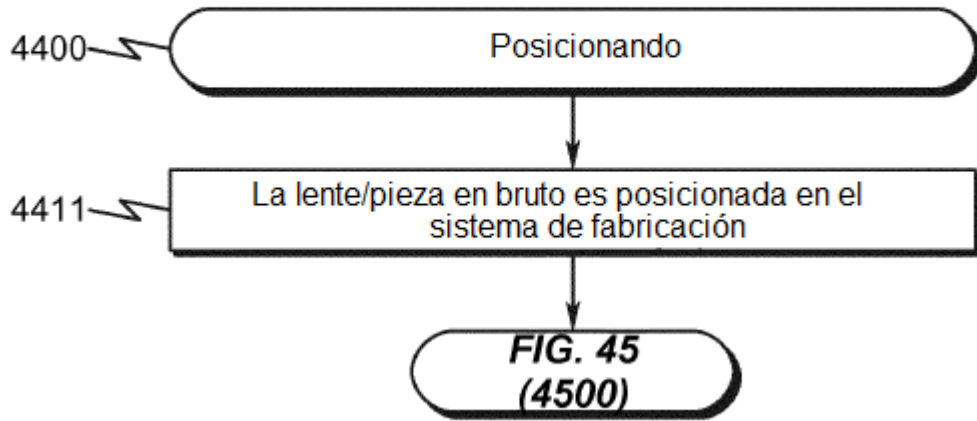 4400
Posicionando
4411
La lente/pieza en bruto es posicionada en el
sistema de fabricación
FIG. 45
(4500)